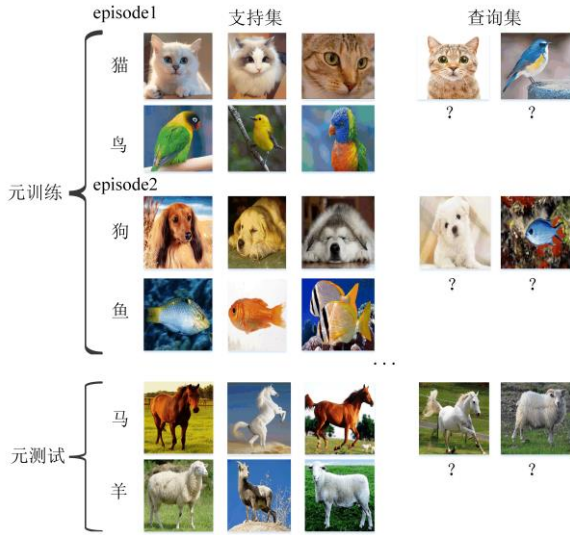 episode1 支持集 查询集
猫
? ?
鸟
元训练
episode2
狗
? ?
鱼
...
马
元测试
? ?
羊